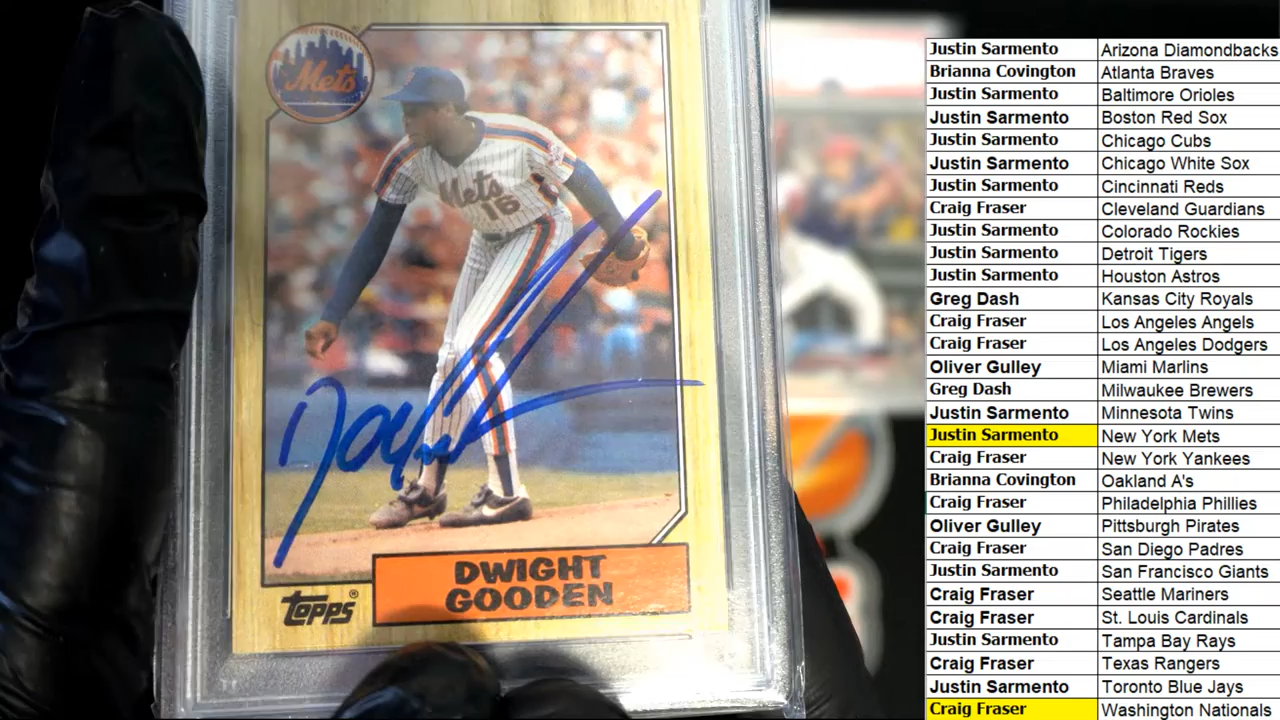 Mets
Mets
16
DWIGHT
GOODEN
Topps®
Justin Sarmento Arizona Diamondbacks
Brianna Covington Atlanta Braves
Justin Sarmento Baltimore Orioles
Justin Sarmento Boston Red Sox
Justin Sarmento Chicago Cubs
Justin Sarmento Chicago White Sox
Justin Sarmento Cincinnati Reds
Craig Fraser Cleveland Guardians
Justin Sarmento Colorado Rockies
Justin Sarmento Detroit Tigers
Justin Sarmento Houston Astros
Greg Dash Kansas City Royals
Craig Fraser Los Angeles Angels
Craig Fraser Los Angeles Dodgers
Oliver Gulley Miami Marlins
Greg Dash Milwaukee Brewers
Justin Sarmento Minnesota Twins
Justin Sarmento New York Mets
Craig Fraser New York Yankees
Brianna Covington Oakland A's
Craig Fraser Philadelphia Phillies
Oliver Gulley Pittsburgh Pirates
Craig Fraser San Diego Padres
Justin Sarmento San Francisco Giants
Craig Fraser Seattle Mariners
Craig Fraser St. Louis Cardinals
Justin Sarmento Tampa Bay Rays
Craig Fraser Texas Rangers
Justin Sarmento Toronto Blue Jays
Craig Fraser Washington Nationals